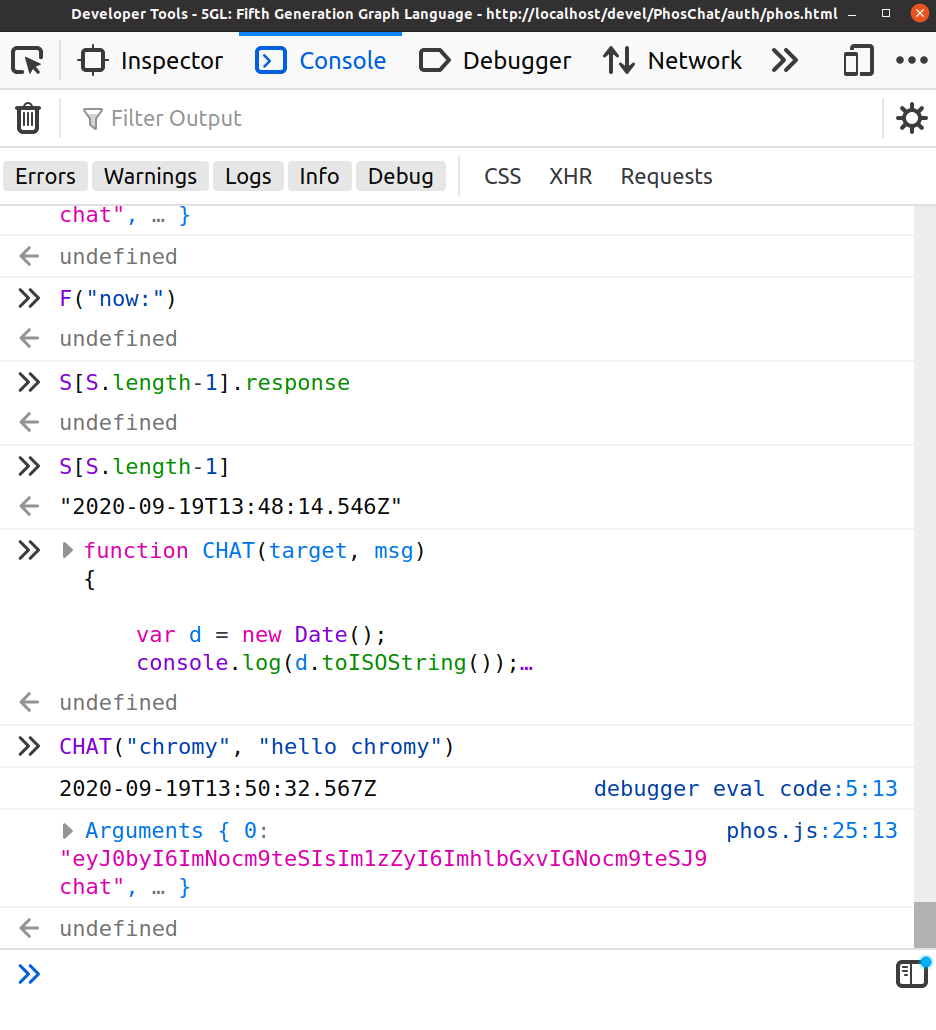 Developer Tools - 5GL: Fifth Generation Graph Language - http://localhost/devel/PhosChat/auth/phos.html
Inspector Console Debugger Network
Filter Output
Errors Warnings Logs Info Debug CSS XHR Requests
chat", … }
undefined
F("now:")
undefined
S[S.length-1].response
undefined
S[S.length-1]
"2020-09-19T13:48:14.546Z"
function CHAT(target, msg)
{
var d = new Date();
console.log(d.toISOString());…
undefined
CHAT("chromy", "hello chromy")
2020-09-19T13:50:32.567Z debugger eval code:5:13
Arguments { 0: phos.js:25:13
"eyJ0byI6ImNocm9teSIsIm1zZyI6ImhlbGxvIGNocm9teSJ9
chat", … }
undefined